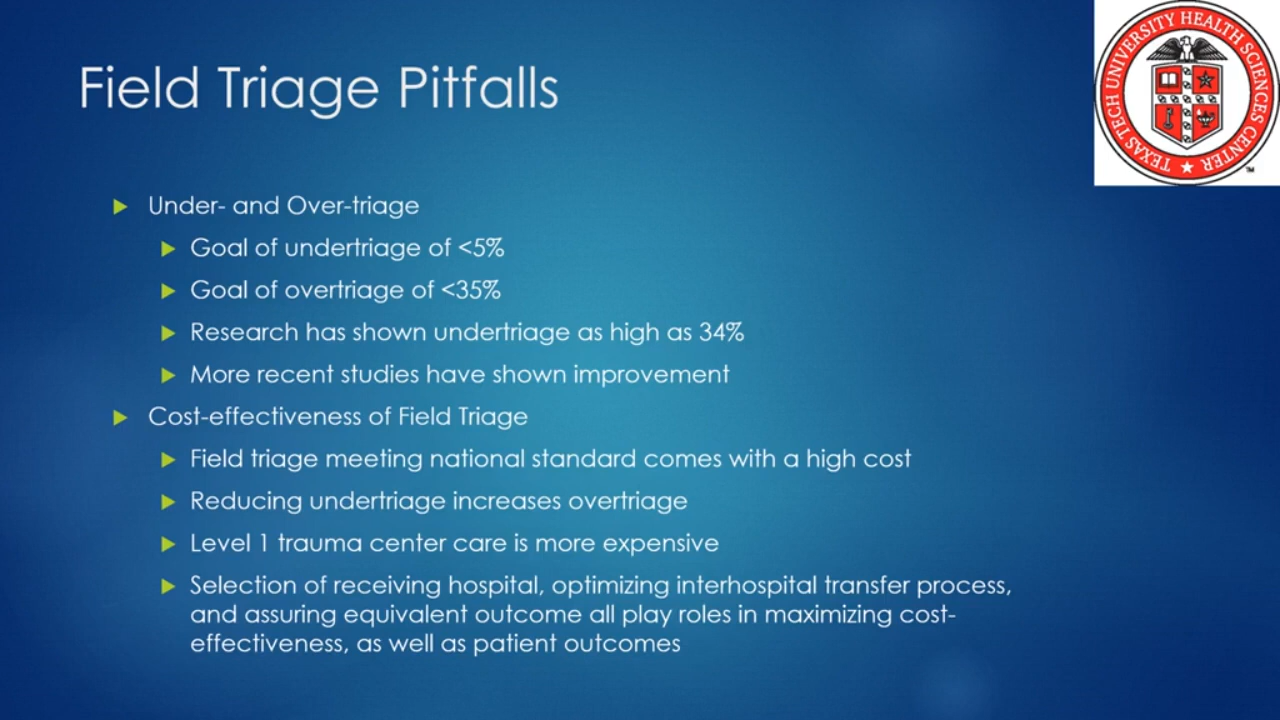 Field Triage Pitfalls
TEXAS TECH UNIVERSITY HEALTH SCIENCES CENTER
TM
Under- and Over-triage
Goal of undertriage of <5%
Goal of overtriage of <35%
Research has shown undertriage as high as 34%
More recent studies have shown improvement
Cost-effectiveness of Field Triage
Field triage meeting national standard comes with a high cost
Reducing undertriage increases overtriage
Level 1 trauma center care is more expensive
Selection of receiving hospital, optimizing interhospital transfer process,
and assuring equivalent outcome all play roles in maximizing cost-
effectiveness, as well as patient outcomes